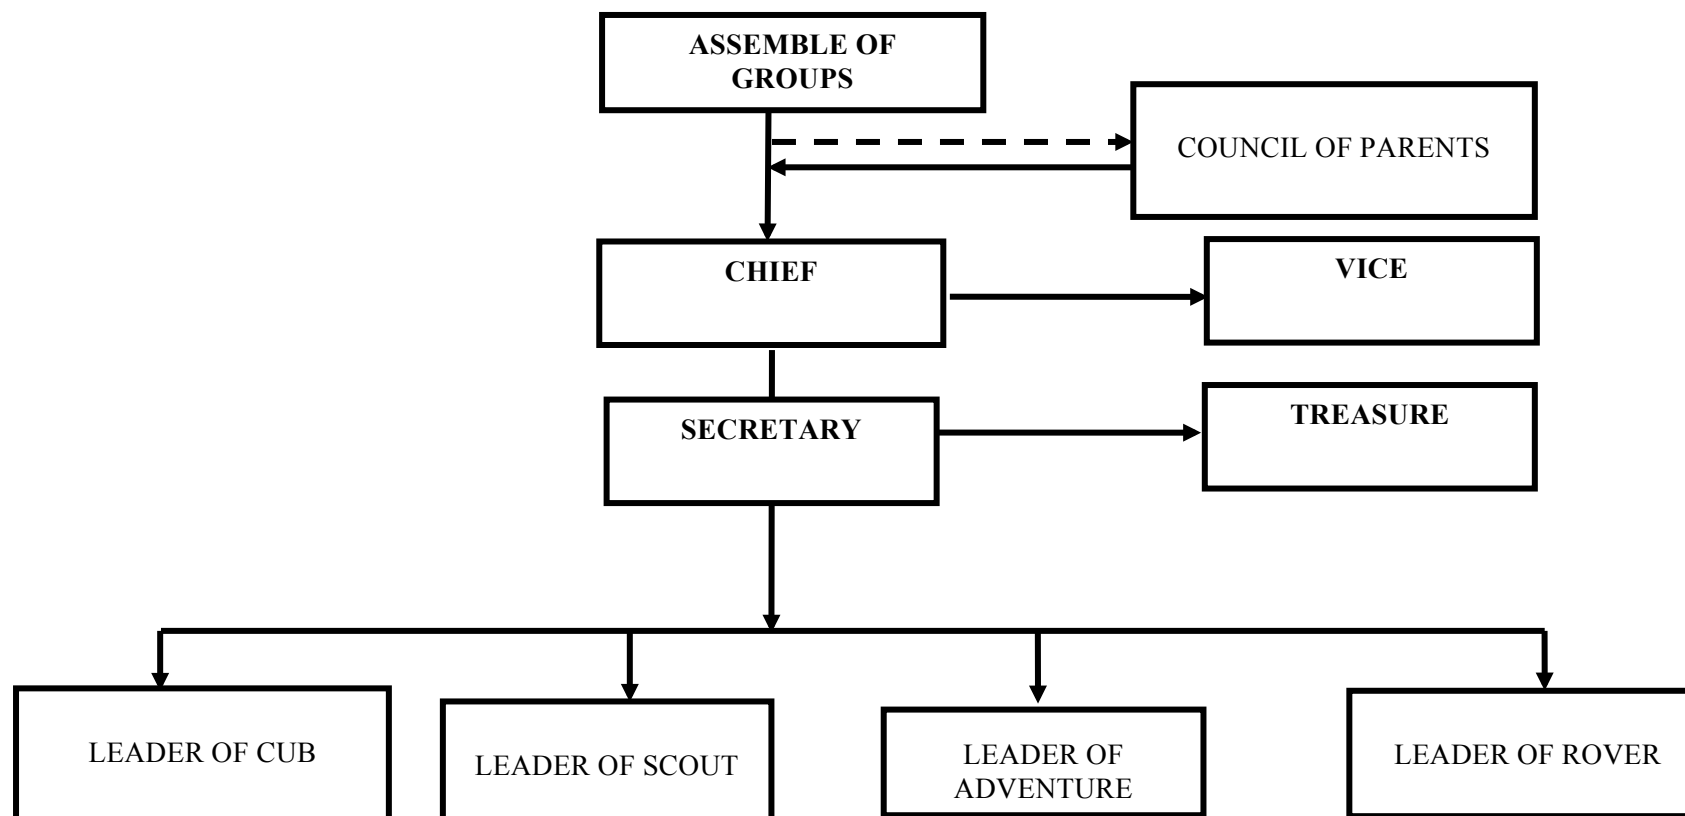 ASSEMBLE OF
GROUPS
COUNCIL OF PARENTS
CHIEF
VICE
SECRETARY
TREASURE
LEADER OF CUB
LEADER OF SCOUT
LEADER OF
ADVENTURE
LEADER OF ROVER